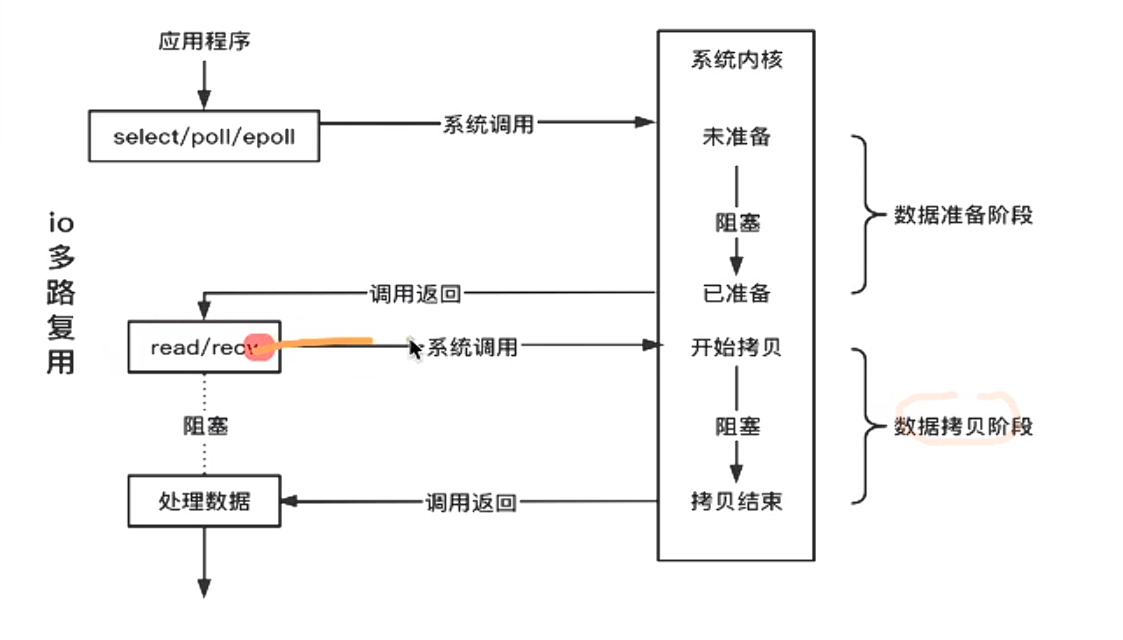 应用程序
系统内核
select/poll/epoll
系统调用
未准备
io
多
路
复
用
阻塞
数据准备阶段
调用返回
已准备
read/recv
系统调用
开始拷贝
阻塞
阻塞
数据拷贝阶段
处理数据
调用返回
拷贝结束